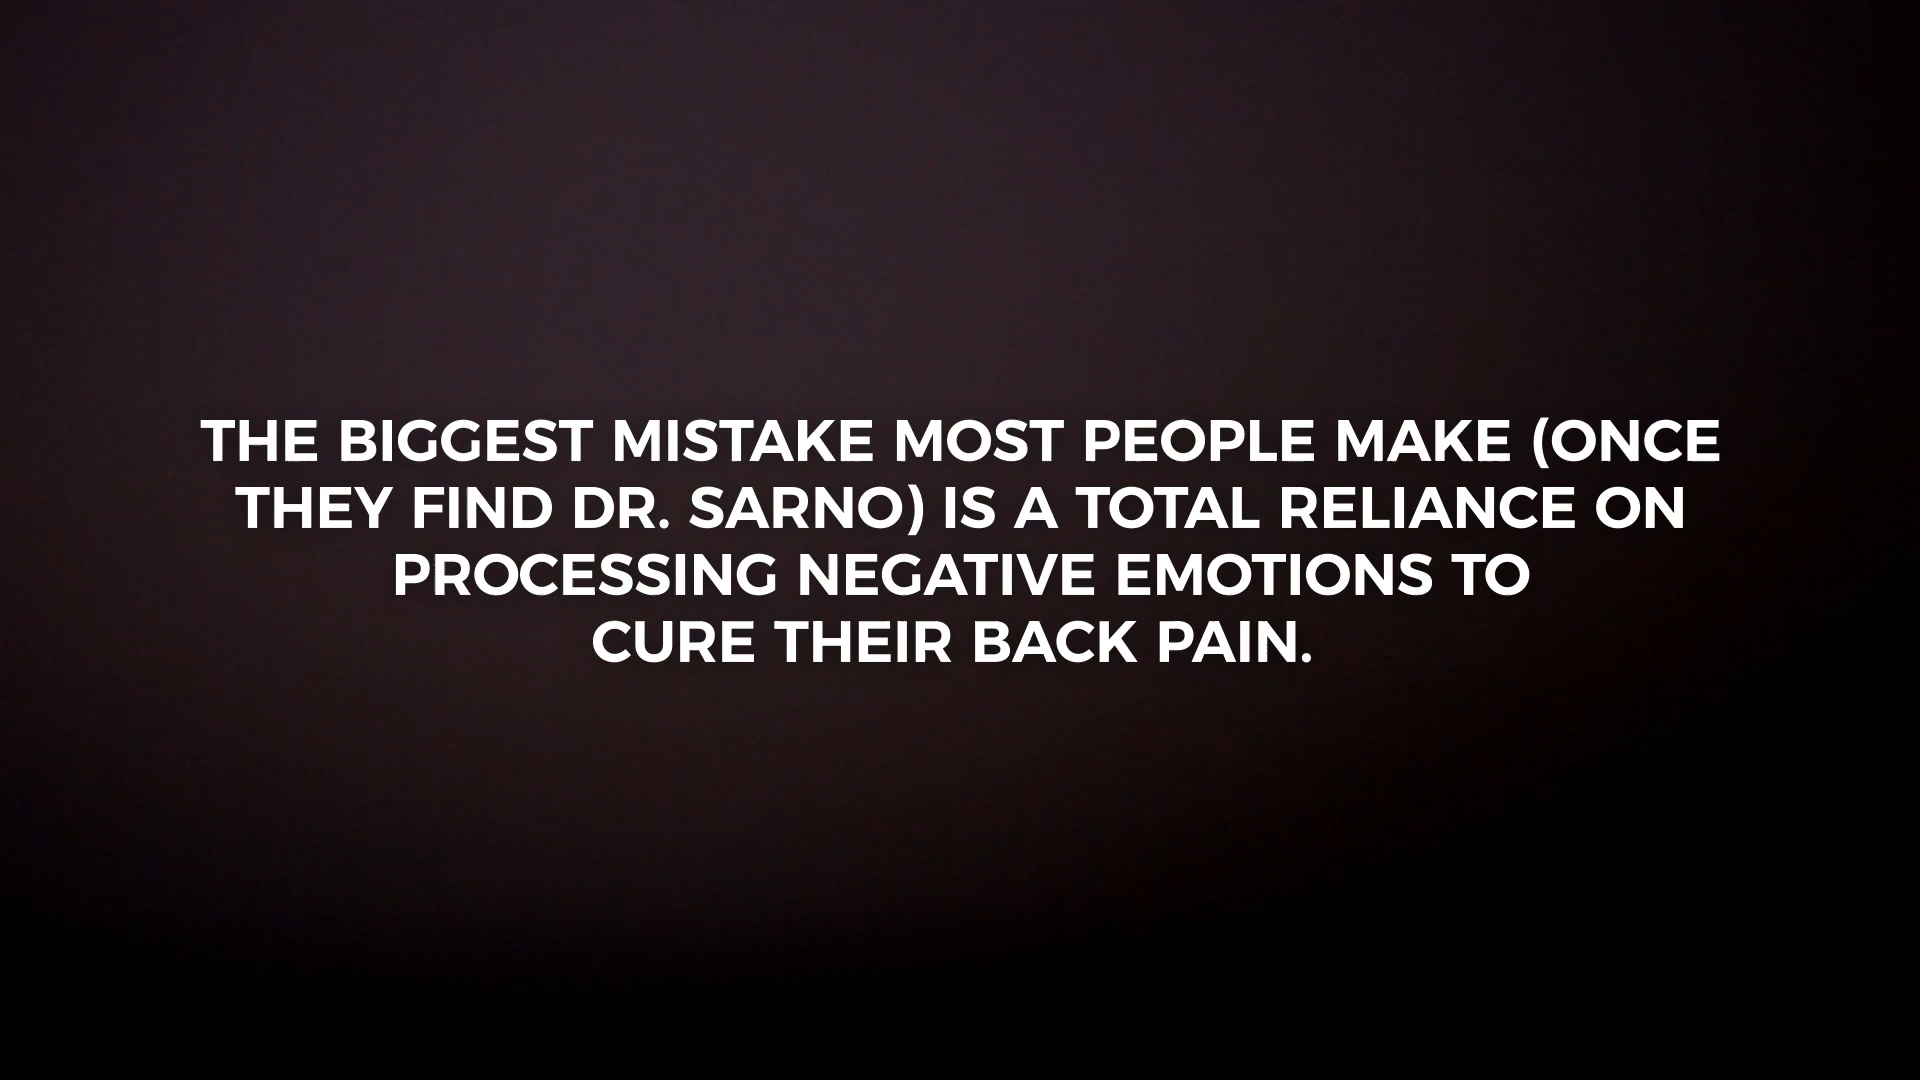 THE BIGGEST MISTAKE MOST PEOPLE MAKE (ONCE
THEY FIND DR. SARNO) IS A TOTAL RELIANCE ON
PROCESSING NEGATIVE EMOTIONS TO
CURE THEIR BACK PAIN.